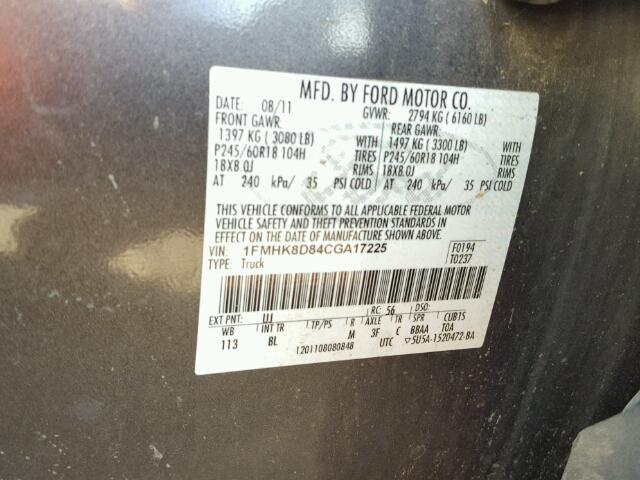 MFD. BY FORD MOTOR CO.
DATE: 08/11 GVWR: 2794 KG ( 6160 LB)
FRONT GAWR: REAR GAWR:
1397 KG ( 3080 LB) WITH 1497 KG ( 3300 LB) WITH
P245/60R18 104H TIRES P245/60R18 104H TIRES
18X8.0J RIMS 18X8.0J RIMS
AT 240 kPa/ 35 PSI COLD AT 240 kPa/ 35 PSI COLD
THIS VEHICLE CONFORMS TO ALL APPLICABLE FEDERAL MOTOR
VEHICLE SAFETY AND THEFT PREVENTION STANDARDS IN
EFFECT ON THE DATE OF MANUFACTURE SHOWN ABOVE.
VIN: 1FMHK8D84CGA17225 F0194
TYPE: Truck T0237
EXT PNT: UJ RC: 56 DSO:
WB INT TR TP/PS R AXLE TR SPR CUB1S
113 BL M 3F C BBAA TOA
1201108080848 UTC ▽5U5A-1520472-BA